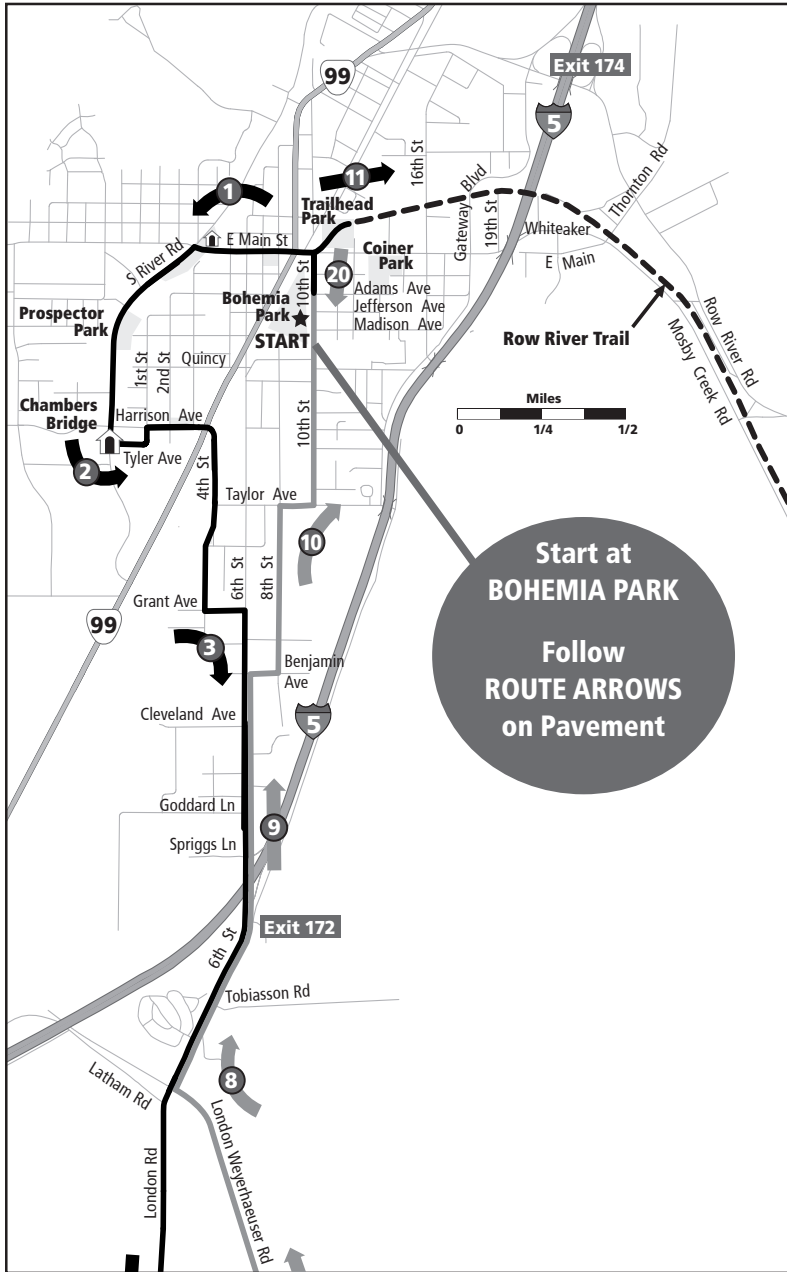 Exit 174
99
5
Thornton Rd
16th St
11
1
Trailhead
Park
Gateway Blvd
19th St
Whiteaker
E Main St
S River Rd
Coiner
Park
E Main
20
10th St
Adams Ave
Jefferson Ave
Madison Ave
Bohemia
Park
START
Prospector
Park
Row River Trail
Row River Rd
Mosby Creek Rd
1st St
2nd St
Quincy
Miles
0 1/4 1/2
Chambers
Bridge
Harrison Ave
10th St
Tyler Ave
2
4th St
Taylor Ave
10
6th St
8th St
Start at
BOHEMIA PARK
Follow
ROUTE ARROWS
on Pavement
Grant Ave
99
3
Benjamin
Ave
Cleveland Ave
5
Goddard Ln
9
Spriggs Ln
Exit 172
6th St
Tobiasson Rd
Latham Rd
8
London Rd
London Weyerhaeuser Rd